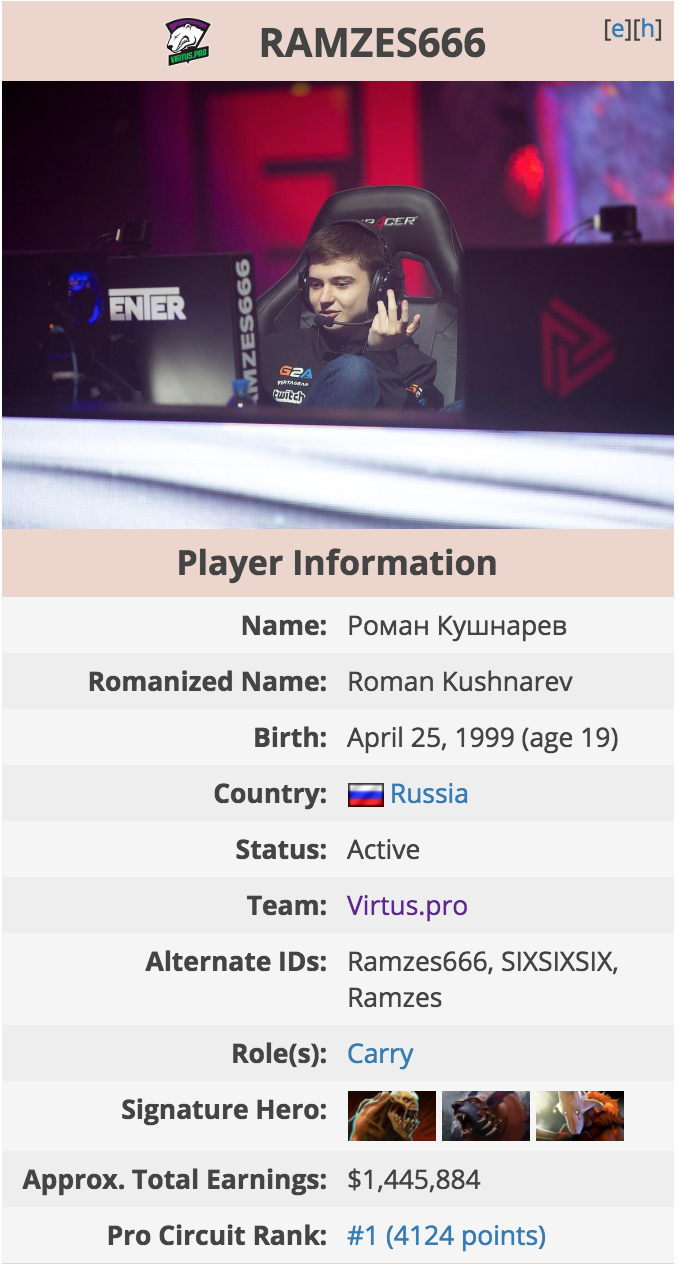 VIRTUS.PRO
RAMZES666
[e][h]
ENTER
MZES666
G2A
twitch
Player Information
Name: Роман Кушнарев
Romanized Name: Roman Kushnarev
Birth: April 25, 1999 (age 19)
Country: Russia
Status: Active
Team: Virtus.pro
Alternate IDs: Ramzes666, SIXSIXSIX,
Ramzes
Role(s): Carry
Signature Hero:
Approx. Total Earnings: $1,445,884
Pro Circuit Rank: #1 (4124 points)